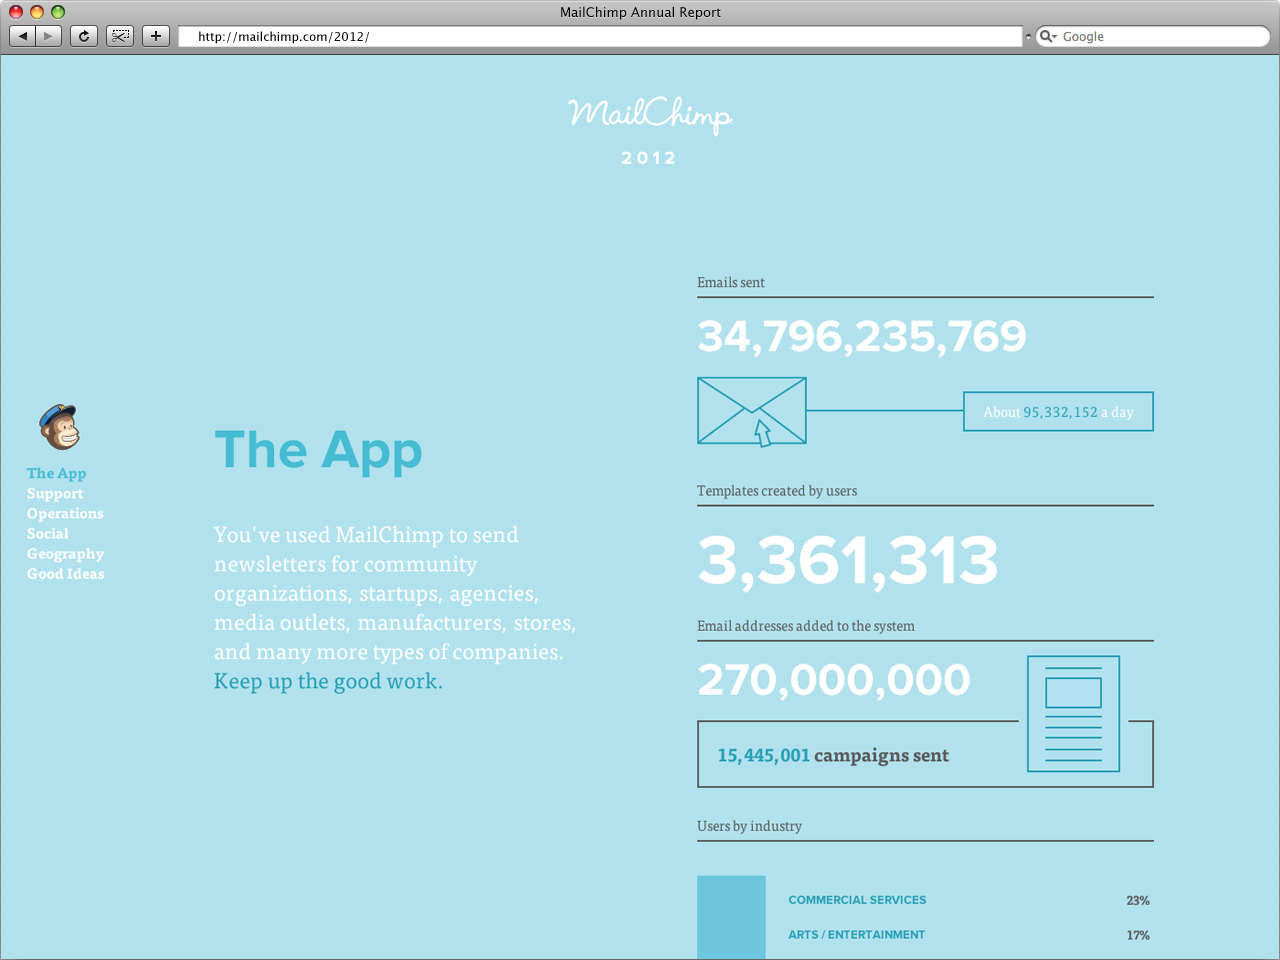 MailChimp Annual Report
http://mailchimp.com/2012/
Google
MailChimp
2012
The App
Support
Operations
Social
Geography
Good Ideas
The App
You've used MailChimp to send
newsletters for community
organizations, startups, agencies,
media outlets, manufacturers, stores,
and many more types of companies.
Keep up the good work.
Emails sent
34,796,235,769
About 95,332,152 a day
Templates created by users
3,361,313
Email addresses added to the system
270,000,000
15,445,001 campaigns sent
Users by industry
COMMERCIAL SERVICES 23%
ARTS / ENTERTAINMENT 17%